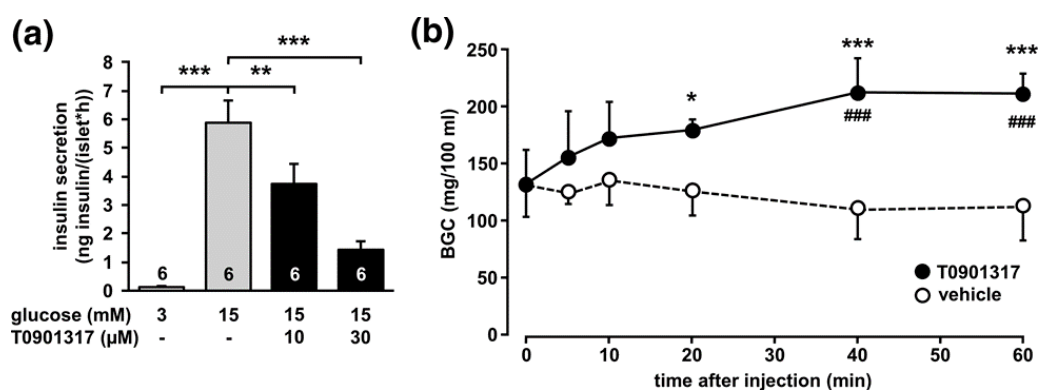 (a)
insulin secretion
(ng insulin/(islet*h))
8
7
6
5
4
3
2
1
0
***
*** **
6 6 6 6
glucose (mM) 3 15 15 15
T0901317 (µM) - - 10 30
(b)
BGC (mg/100 ml)
250
200
150
100
50
0
* *** ***
### ###
T0901317
vehicle
0 10 20 30 40 50 60
time after injection (min)